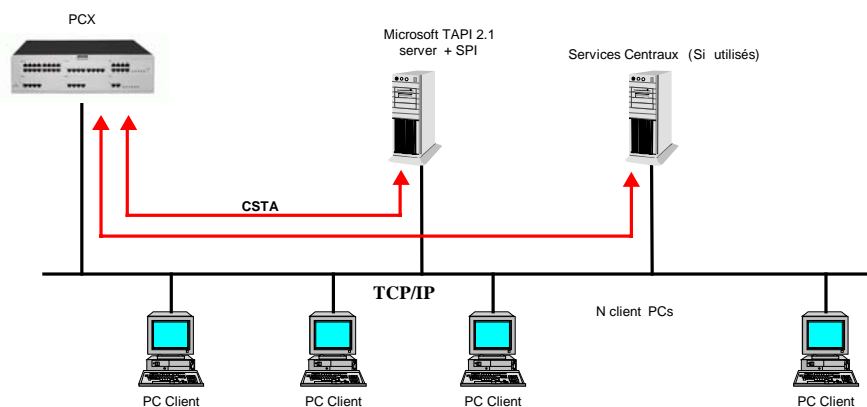 PCX
Microsoft TAPI 2.1
server + SPI
Services Centraux (Si utilisés)
CSTA
TCP/IP
N client PCs
PC Client
PC Client
PC Client
PC Client